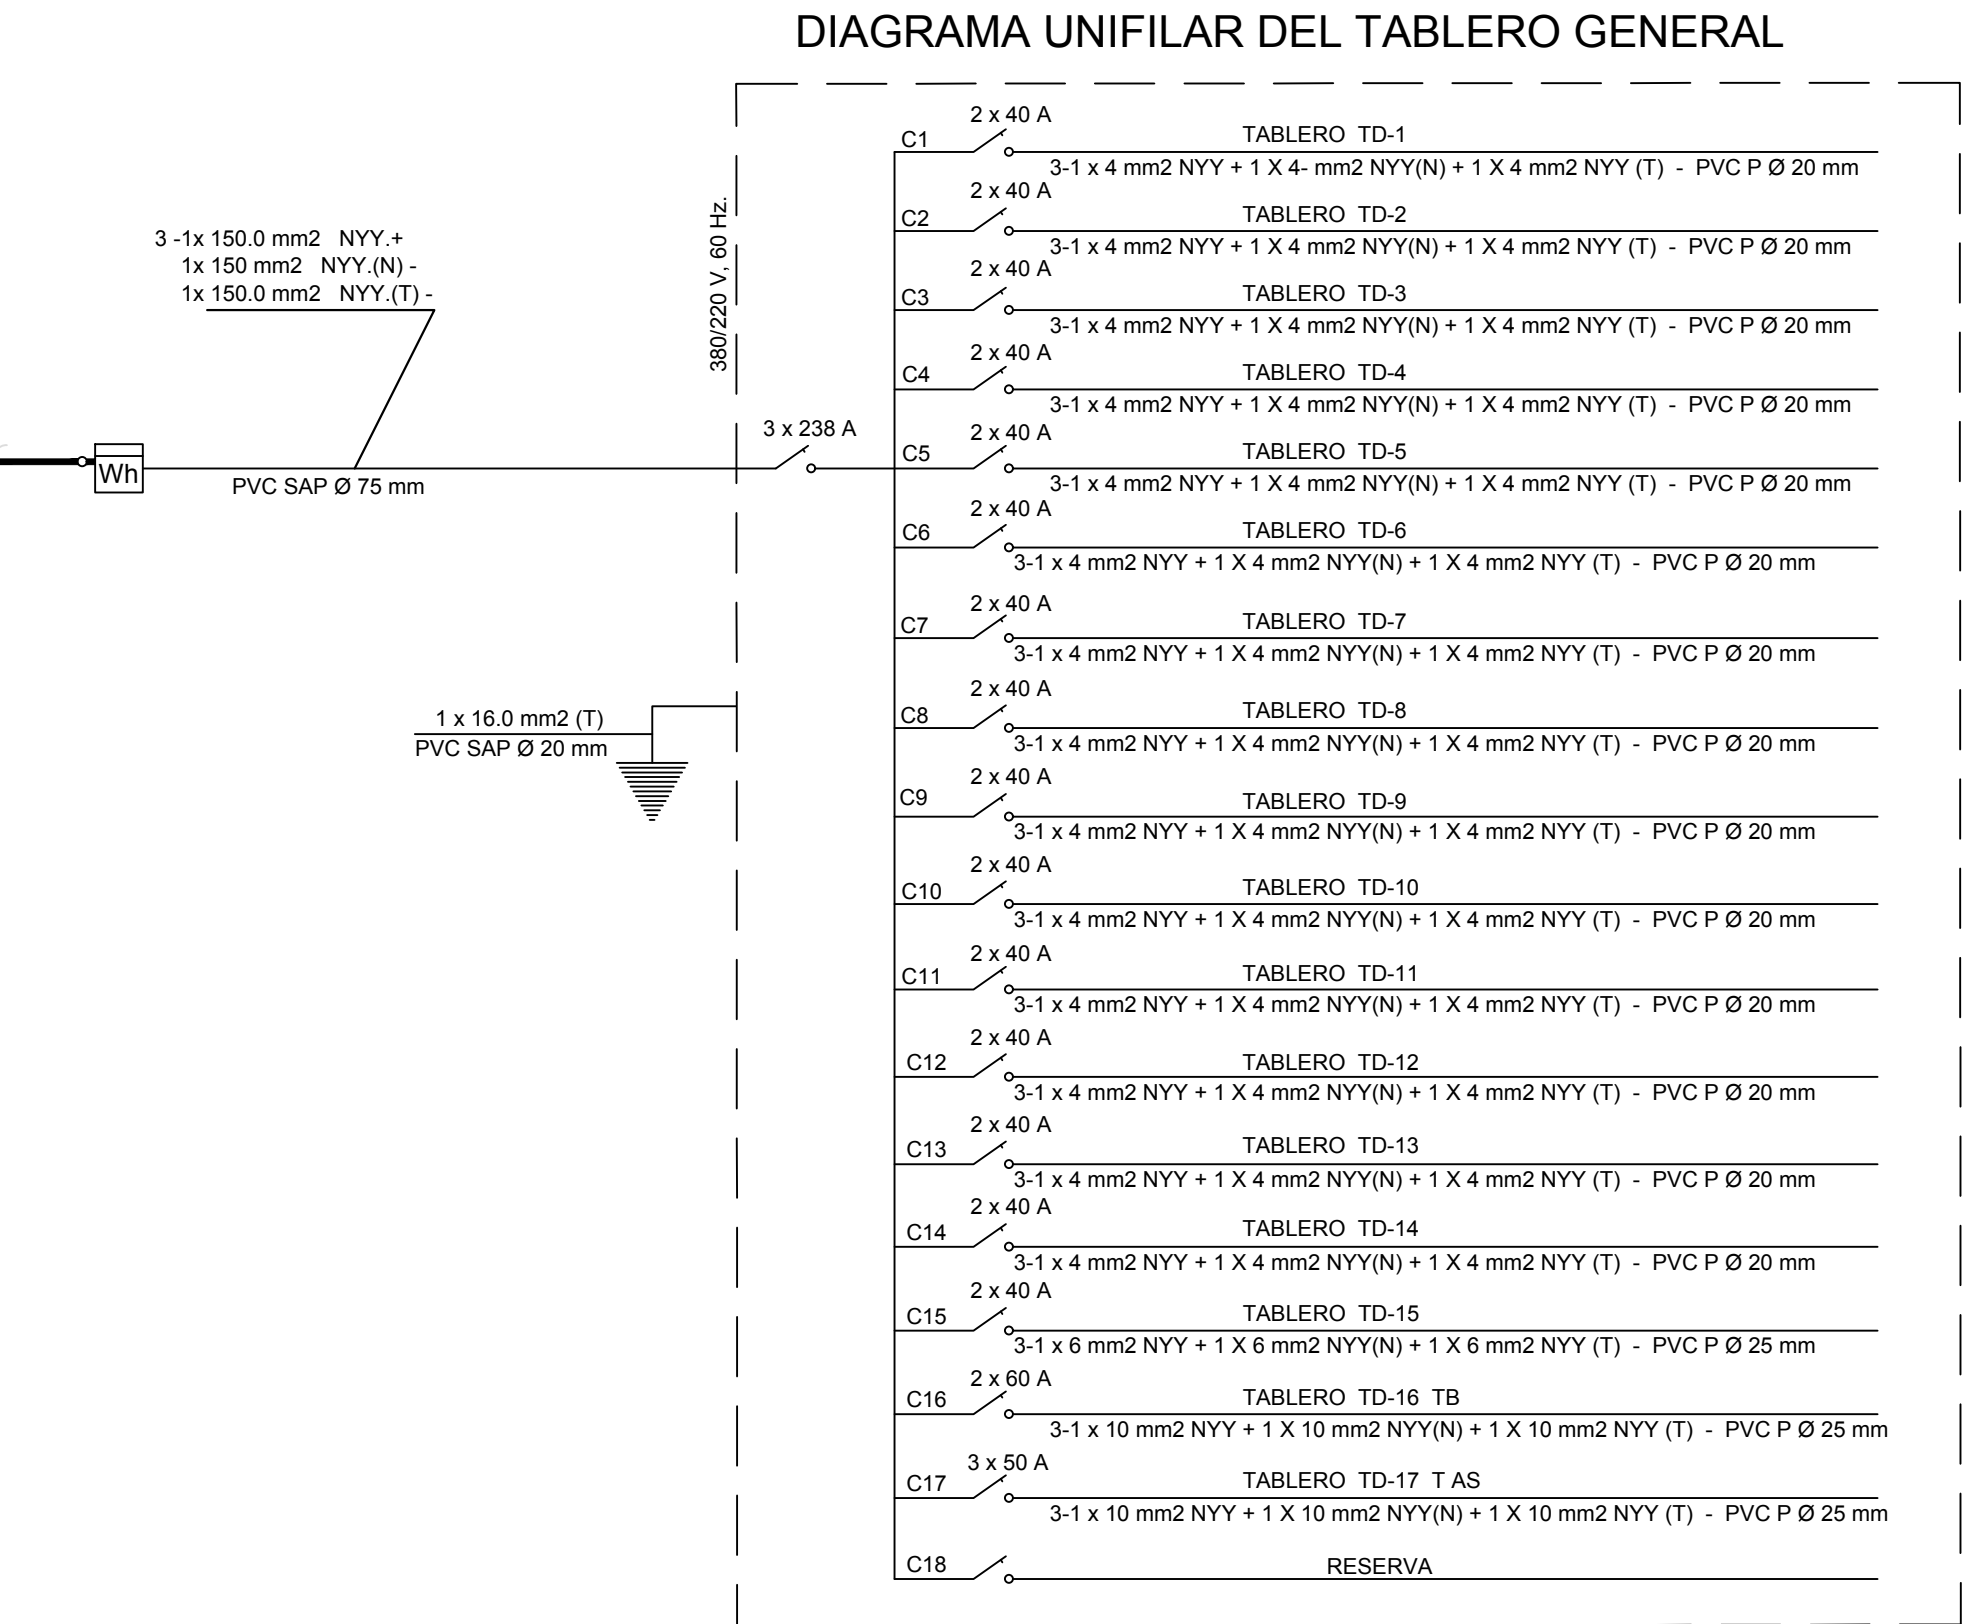 DIAGRAMA UNIFILAR DEL TABLERO GENERAL
3 -1x 150.0 mm2 NYY.+
1x 150 mm2 NYY.(N) -
1x 150.0 mm2 NYY.(T) -
Wh
PVC SAP Ø 75 mm
380/220 V, 60 Hz.
3 x 238 A
1 x 16.0 mm2 (T)
PVC SAP Ø 20 mm
2 x 40 A
C1 TABLERO TD-1
3-1 x 4 mm2 NYY + 1 X 4- mm2 NYY(N) + 1 X 4 mm2 NYY (T) - PVC P Ø 20 mm
2 x 40 A
C2 TABLERO TD-2
3-1 x 4 mm2 NYY + 1 X 4 mm2 NYY(N) + 1 X 4 mm2 NYY (T) - PVC P Ø 20 mm
2 x 40 A
C3 TABLERO TD-3
3-1 x 4 mm2 NYY + 1 X 4 mm2 NYY(N) + 1 X 4 mm2 NYY (T) - PVC P Ø 20 mm
2 x 40 A
C4 TABLERO TD-4
3-1 x 4 mm2 NYY + 1 X 4 mm2 NYY(N) + 1 X 4 mm2 NYY (T) - PVC P Ø 20 mm
2 x 40 A
C5 TABLERO TD-5
3-1 x 4 mm2 NYY + 1 X 4 mm2 NYY(N) + 1 X 4 mm2 NYY (T) - PVC P Ø 20 mm
2 x 40 A
C6 TABLERO TD-6
3-1 x 4 mm2 NYY + 1 X 4 mm2 NYY(N) + 1 X 4 mm2 NYY (T) - PVC P Ø 20 mm
2 x 40 A
C7 TABLERO TD-7
3-1 x 4 mm2 NYY + 1 X 4 mm2 NYY(N) + 1 X 4 mm2 NYY (T) - PVC P Ø 20 mm
2 x 40 A
C8 TABLERO TD-8
3-1 x 4 mm2 NYY + 1 X 4 mm2 NYY(N) + 1 X 4 mm2 NYY (T) - PVC P Ø 20 mm
2 x 40 A
C9 TABLERO TD-9
3-1 x 4 mm2 NYY + 1 X 4 mm2 NYY(N) + 1 X 4 mm2 NYY (T) - PVC P Ø 20 mm
2 x 40 A
C10 TABLERO TD-10
3-1 x 4 mm2 NYY + 1 X 4 mm2 NYY(N) + 1 X 4 mm2 NYY (T) - PVC P Ø 20 mm
2 x 40 A
C11 TABLERO TD-11
3-1 x 4 mm2 NYY + 1 X 4 mm2 NYY(N) + 1 X 4 mm2 NYY (T) - PVC P Ø 20 mm
2 x 40 A
C12 TABLERO TD-12
3-1 x 4 mm2 NYY + 1 X 4 mm2 NYY(N) + 1 X 4 mm2 NYY (T) - PVC P Ø 20 mm
2 x 40 A
C13 TABLERO TD-13
3-1 x 4 mm2 NYY + 1 X 4 mm2 NYY(N) + 1 X 4 mm2 NYY (T) - PVC P Ø 20 mm
2 x 40 A
C14 TABLERO TD-14
3-1 x 4 mm2 NYY + 1 X 4 mm2 NYY(N) + 1 X 4 mm2 NYY (T) - PVC P Ø 20 mm
2 x 40 A
C15 TABLERO TD-15
3-1 x 6 mm2 NYY + 1 X 6 mm2 NYY(N) + 1 X 6 mm2 NYY (T) - PVC P Ø 25 mm
2 x 60 A
C16 TABLERO TD-16 TB
3-1 x 10 mm2 NYY + 1 X 10 mm2 NYY(N) + 1 X 10 mm2 NYY (T) - PVC P Ø 25 mm
3 x 50 A
C17 TABLERO TD-17 T AS
3-1 x 10 mm2 NYY + 1 X 10 mm2 NYY(N) + 1 X 10 mm2 NYY (T) - PVC P Ø 25 mm
C18 RESERVA